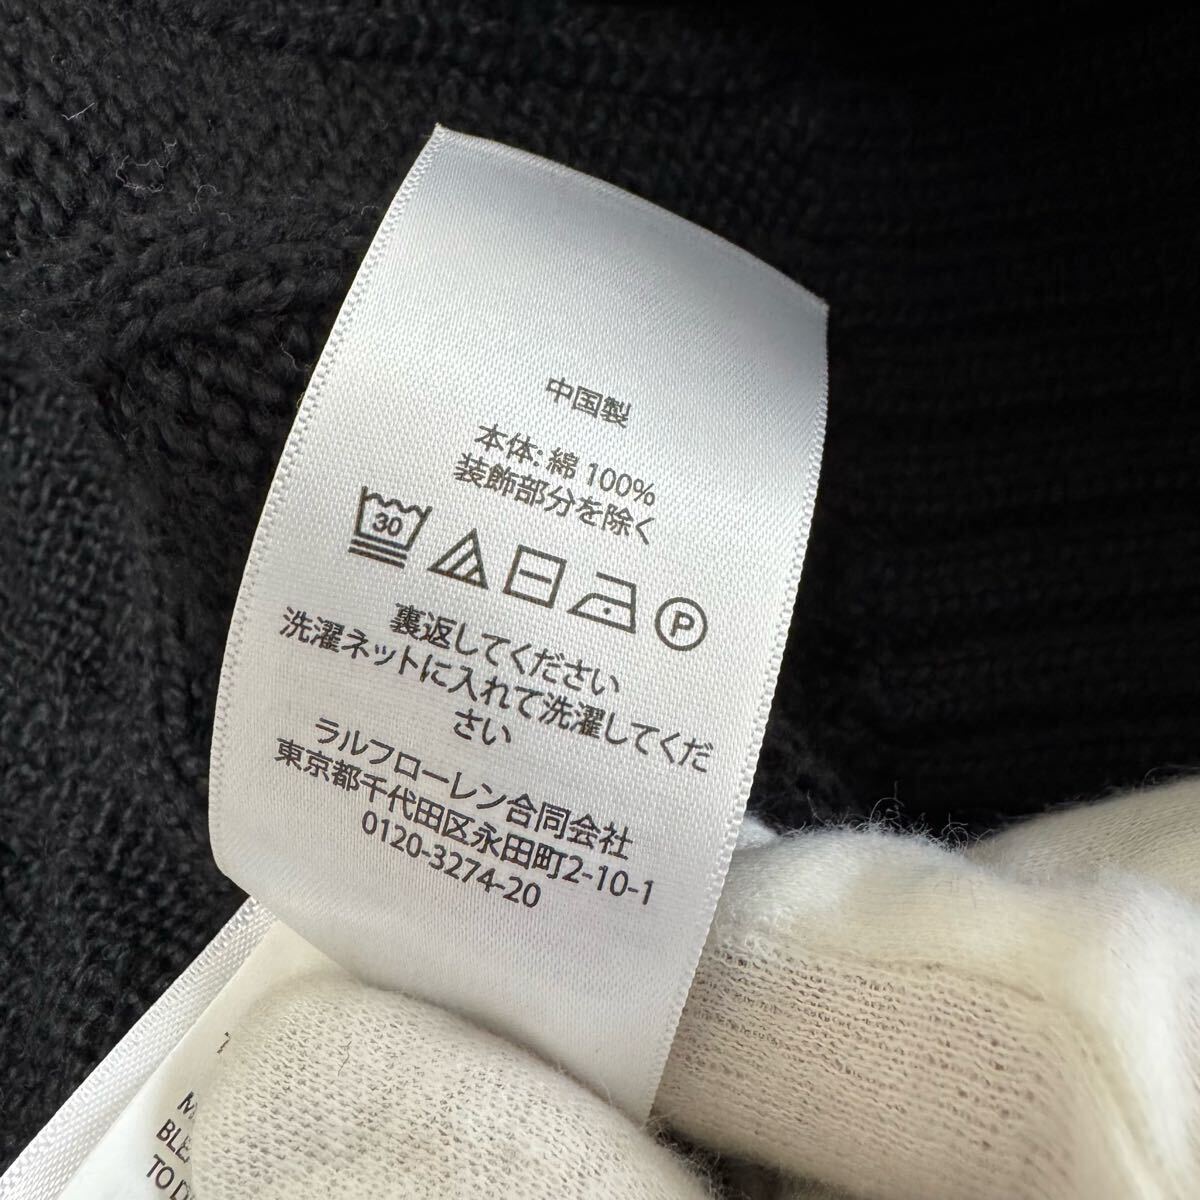 中国製
本体: 綿 100%
装飾部分を除く
30
P
裏返してください
洗濯ネットに入れて洗濯してくだ
さい
ラルフローレン合同会社
東京都千代田区永田町2-10-1
0120-3274-20
TO D